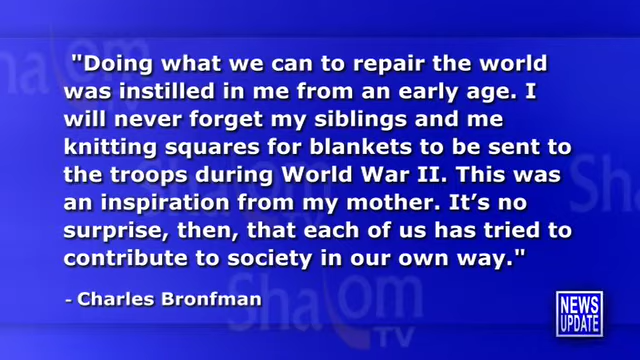 "Doing what we can to repair the world
was instilled in me from an early age. I
will never forget my siblings and me
knitting squares for blankets to be sent to
the troops during World War II. This was
an inspiration from my mother. It's no
surprise, then, that each of us has tried to
contribute to society in our own way."
- Charles Bronfman
Shalom
TV
NEWS
UPDATE